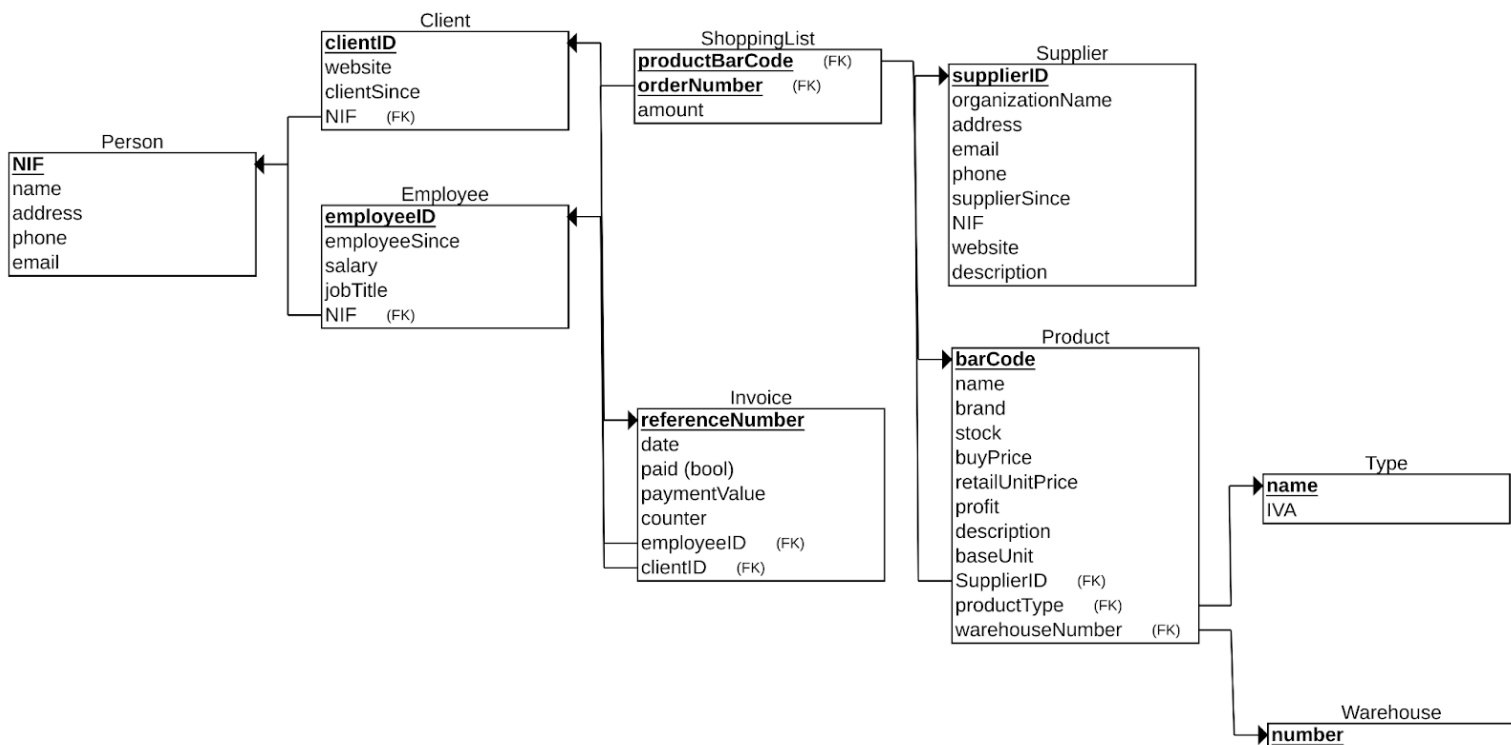 Client
clientID
website
clientSince
NIF (FK)
Person
NIF
name
address
phone
email
Employee
employeeID
employeeSince
salary
jobTitle
NIF (FK)
ShoppingList
productBarCode (FK)
orderNumber (FK)
amount
Invoice
referenceNumber
date
paid (bool)
paymentValue
counter
employeeID (FK)
clientID (FK)
Supplier
supplierID
organizationName
address
email
phone
supplierSince
NIF
website
description
Product
barCode
name
brand
stock
buyPrice
retailUnitPrice
profit
description
baseUnit
SupplierID (FK)
productType (FK)
warehouseNumber (FK)
Type
name
IVA
Warehouse
number